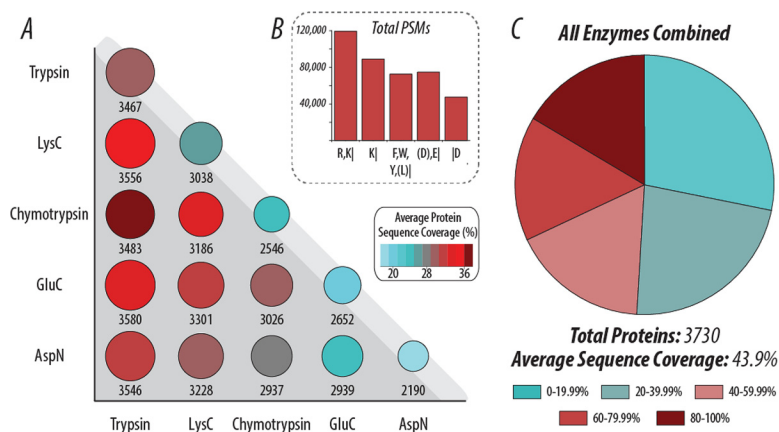 A
Trypsin
3467
LysC
3556 3038
Chymotrypsin
3483 3186 2546
GluC
3580 3301 3026 2652
AspN
3546 3228 2937 2939 2190
Trypsin LysC Chymotrypsin GluC AspN
B
Total PSMs
120,000
80,000
40,000
R,K| K| F,W, (D),E| |D
Y,(L)|
Average Protein
Sequence Coverage (%)
20 28 36
C
All Enzymes Combined
Total Proteins: 3730
Average Sequence Coverage: 43.9%
0-19.99% 20-39.99% 40-59.99%
60-79.99% 80-100%